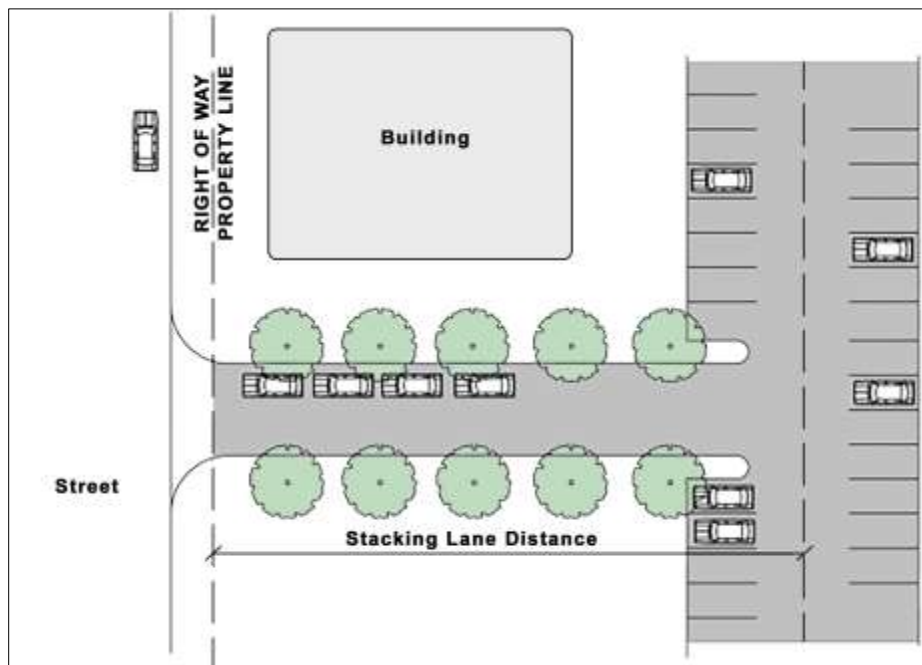 RIGHT OF WAY
PROPERTY LINE
Building
Street
Stacking Lane Distance